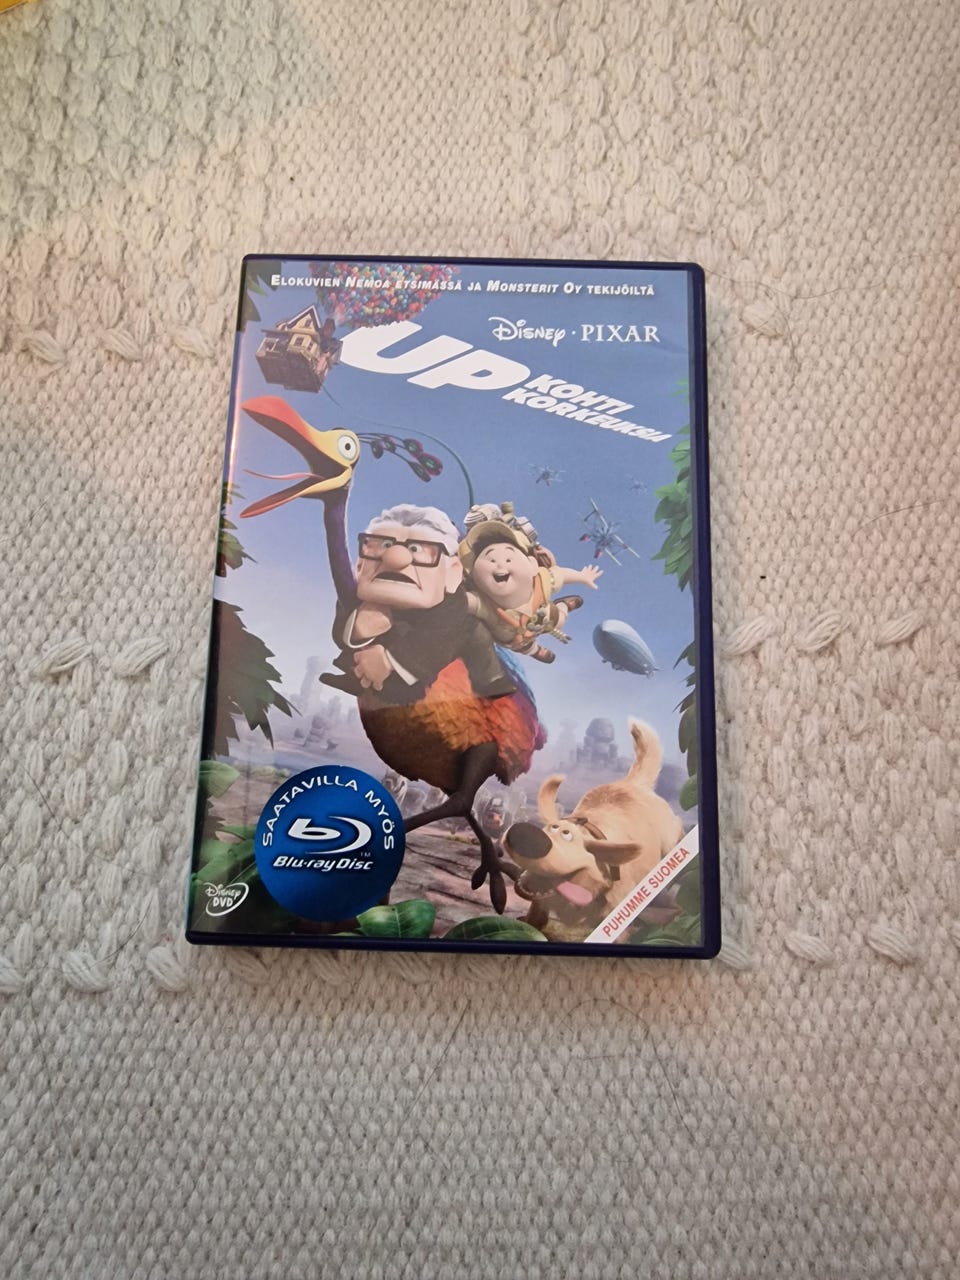 ELOKUVIEN NEMOA ETSIMÄSSÄ JA MONSTERIT OY TEKIJÖILTÄ
Disney · PIXAR
UP KOHTI
KORKEUKSIA
SAATAVILLA MYÖS
Blu-ray Disc TM
Disney
DVD
PUHUMME SUOMEA